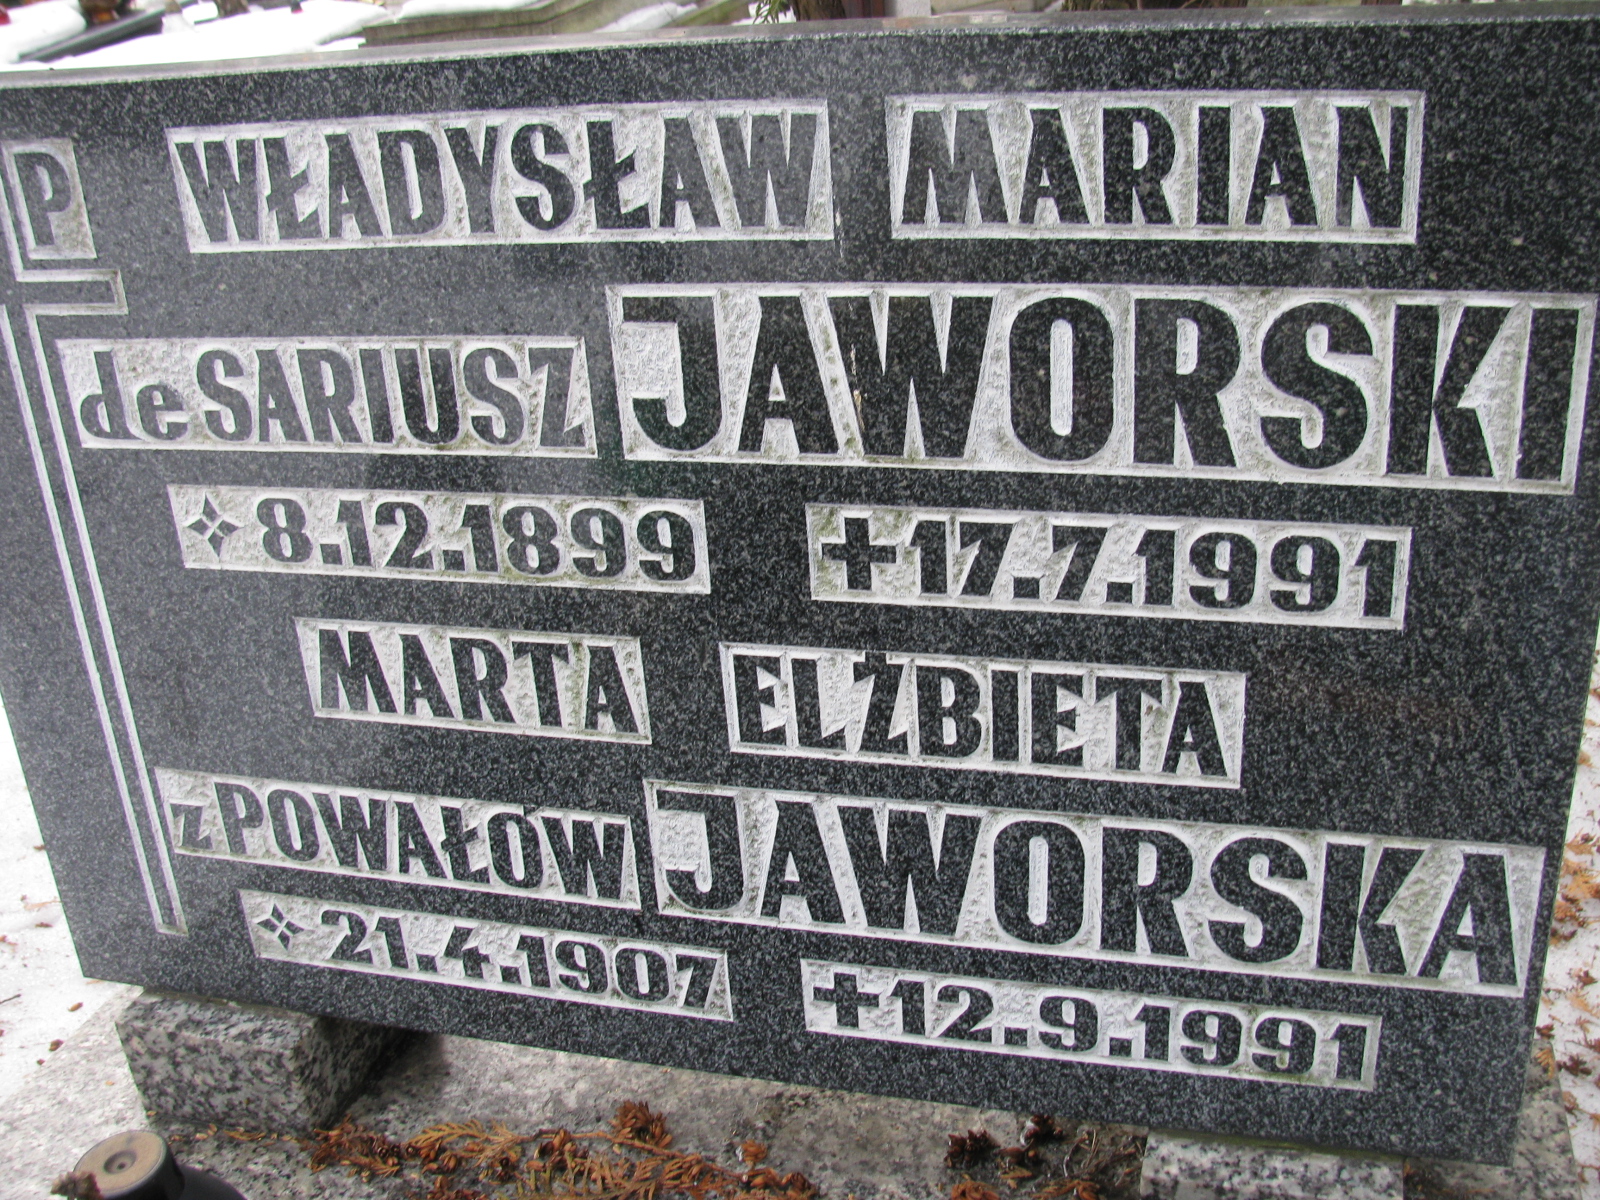 P
WŁADYSŁAW MARIAN
de SARIUSZ JAWORSKI
8.12.1899 17.7.1991
MARTA ELŻBIETA
z POWAŁÓW JAWORSKA
21.4.1907 12.9.1991